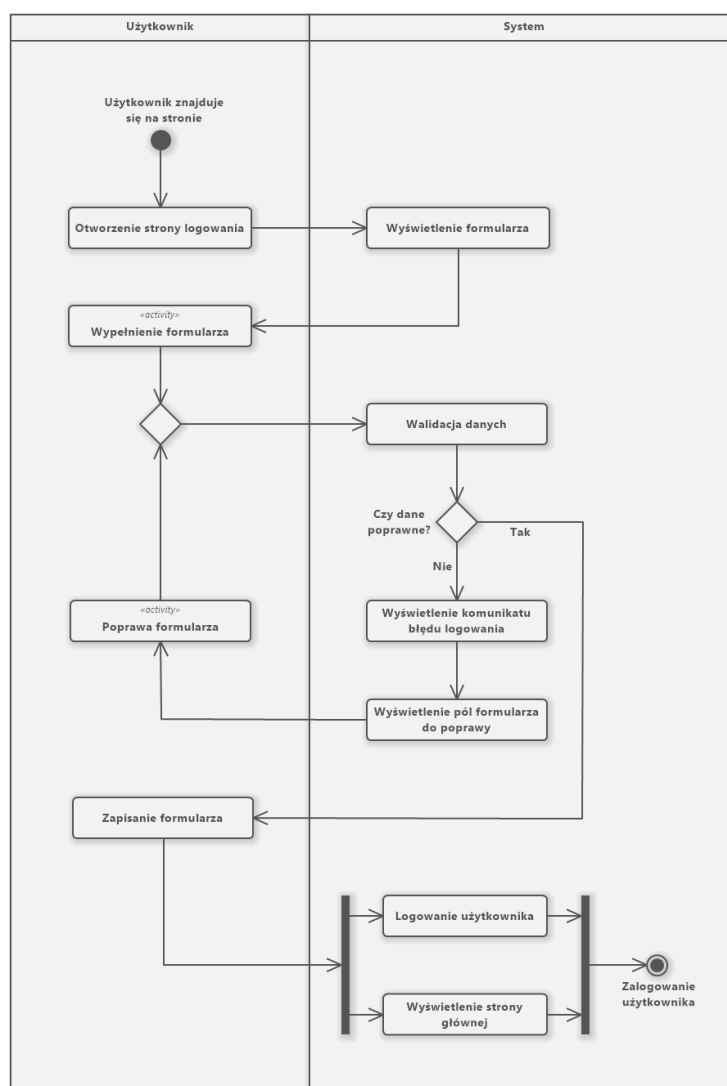 Użytkownik
System
Użytkownik znajduje
się na stronie
Otworzenie strony logowania
Wyświetlenie formularza
«activity»
Wypełnienie formularza
Walidacja danych
Czy dane
poprawne?
Tak
Nie
«activity»
Poprawa formularza
Wyświetlenie komunikatu
błędu logowania
Wyświetlenie pól formularza
do poprawy
Zapisanie formularza
Logowanie użytkownika
Zalogowanie
użytkownika
Wyświetlenie strony
głównej